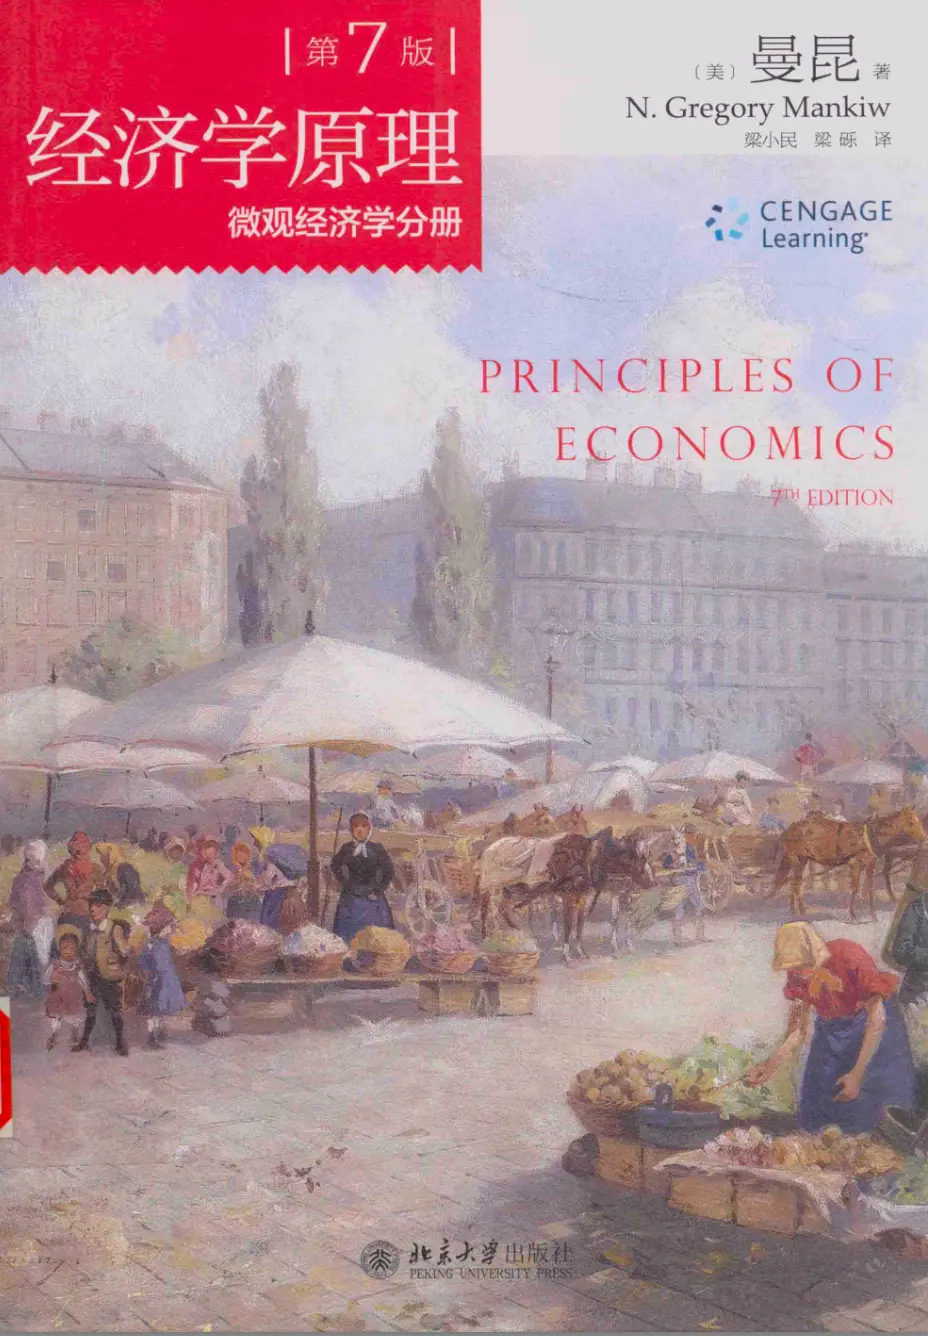 第7版
经济学原理
微观经济学分册
〔美〕曼昆 著
N. Gregory Mankiw
梁小民 梁砾 译
CENGAGE
Learning®
PRINCIPLES OF
ECONOMICS
7TH EDITION
北京大学出版社
PEKING UNIVERSITY PRESS